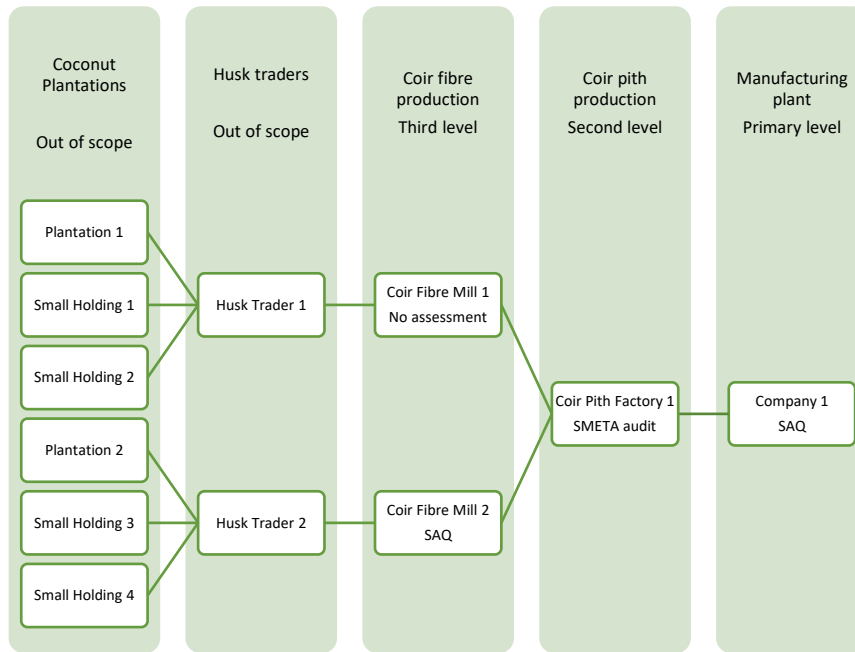 Coconut
Plantations
Out of scope
Husk traders
Out of scope
Coir fibre
production
Third level
Coir pith
production
Second level
Manufacturing
plant
Primary level
Plantation 1
Small Holding 1
Small Holding 2
Plantation 2
Small Holding 3
Small Holding 4
Husk Trader 1
Husk Trader 2
Coir Fibre Mill 1
No assessment
Coir Fibre Mill 2
SAQ
Coir Pith Factory 1
SMETA audit
Company 1
SAQ